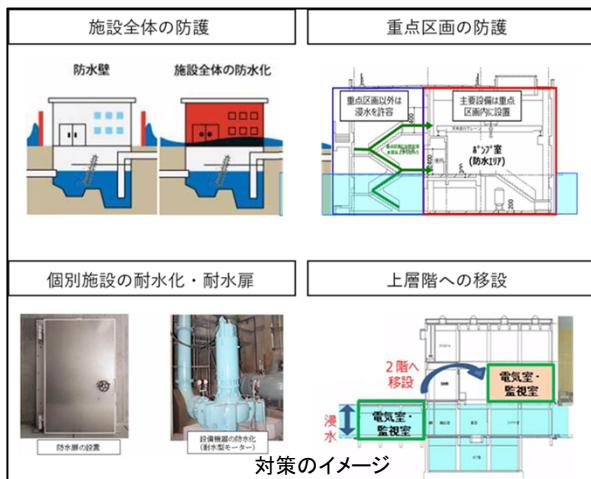 施設全体の防護
防水壁
施設全体の防水化
重点区画の防護
重点区画以外は
浸水を許容
主要設備は重点
区画内に設置
ﾎﾟﾝﾌﾟ室
(防水ｴﾘｱ)
200
個別施設の耐水化・耐水扉
防水扉の設置
設備機器の防水化
(耐水型モーター)
上層階への移設
2階へ
移設
電気室・
監視室
電気室・
監視室
浸
水
対策のイメージ